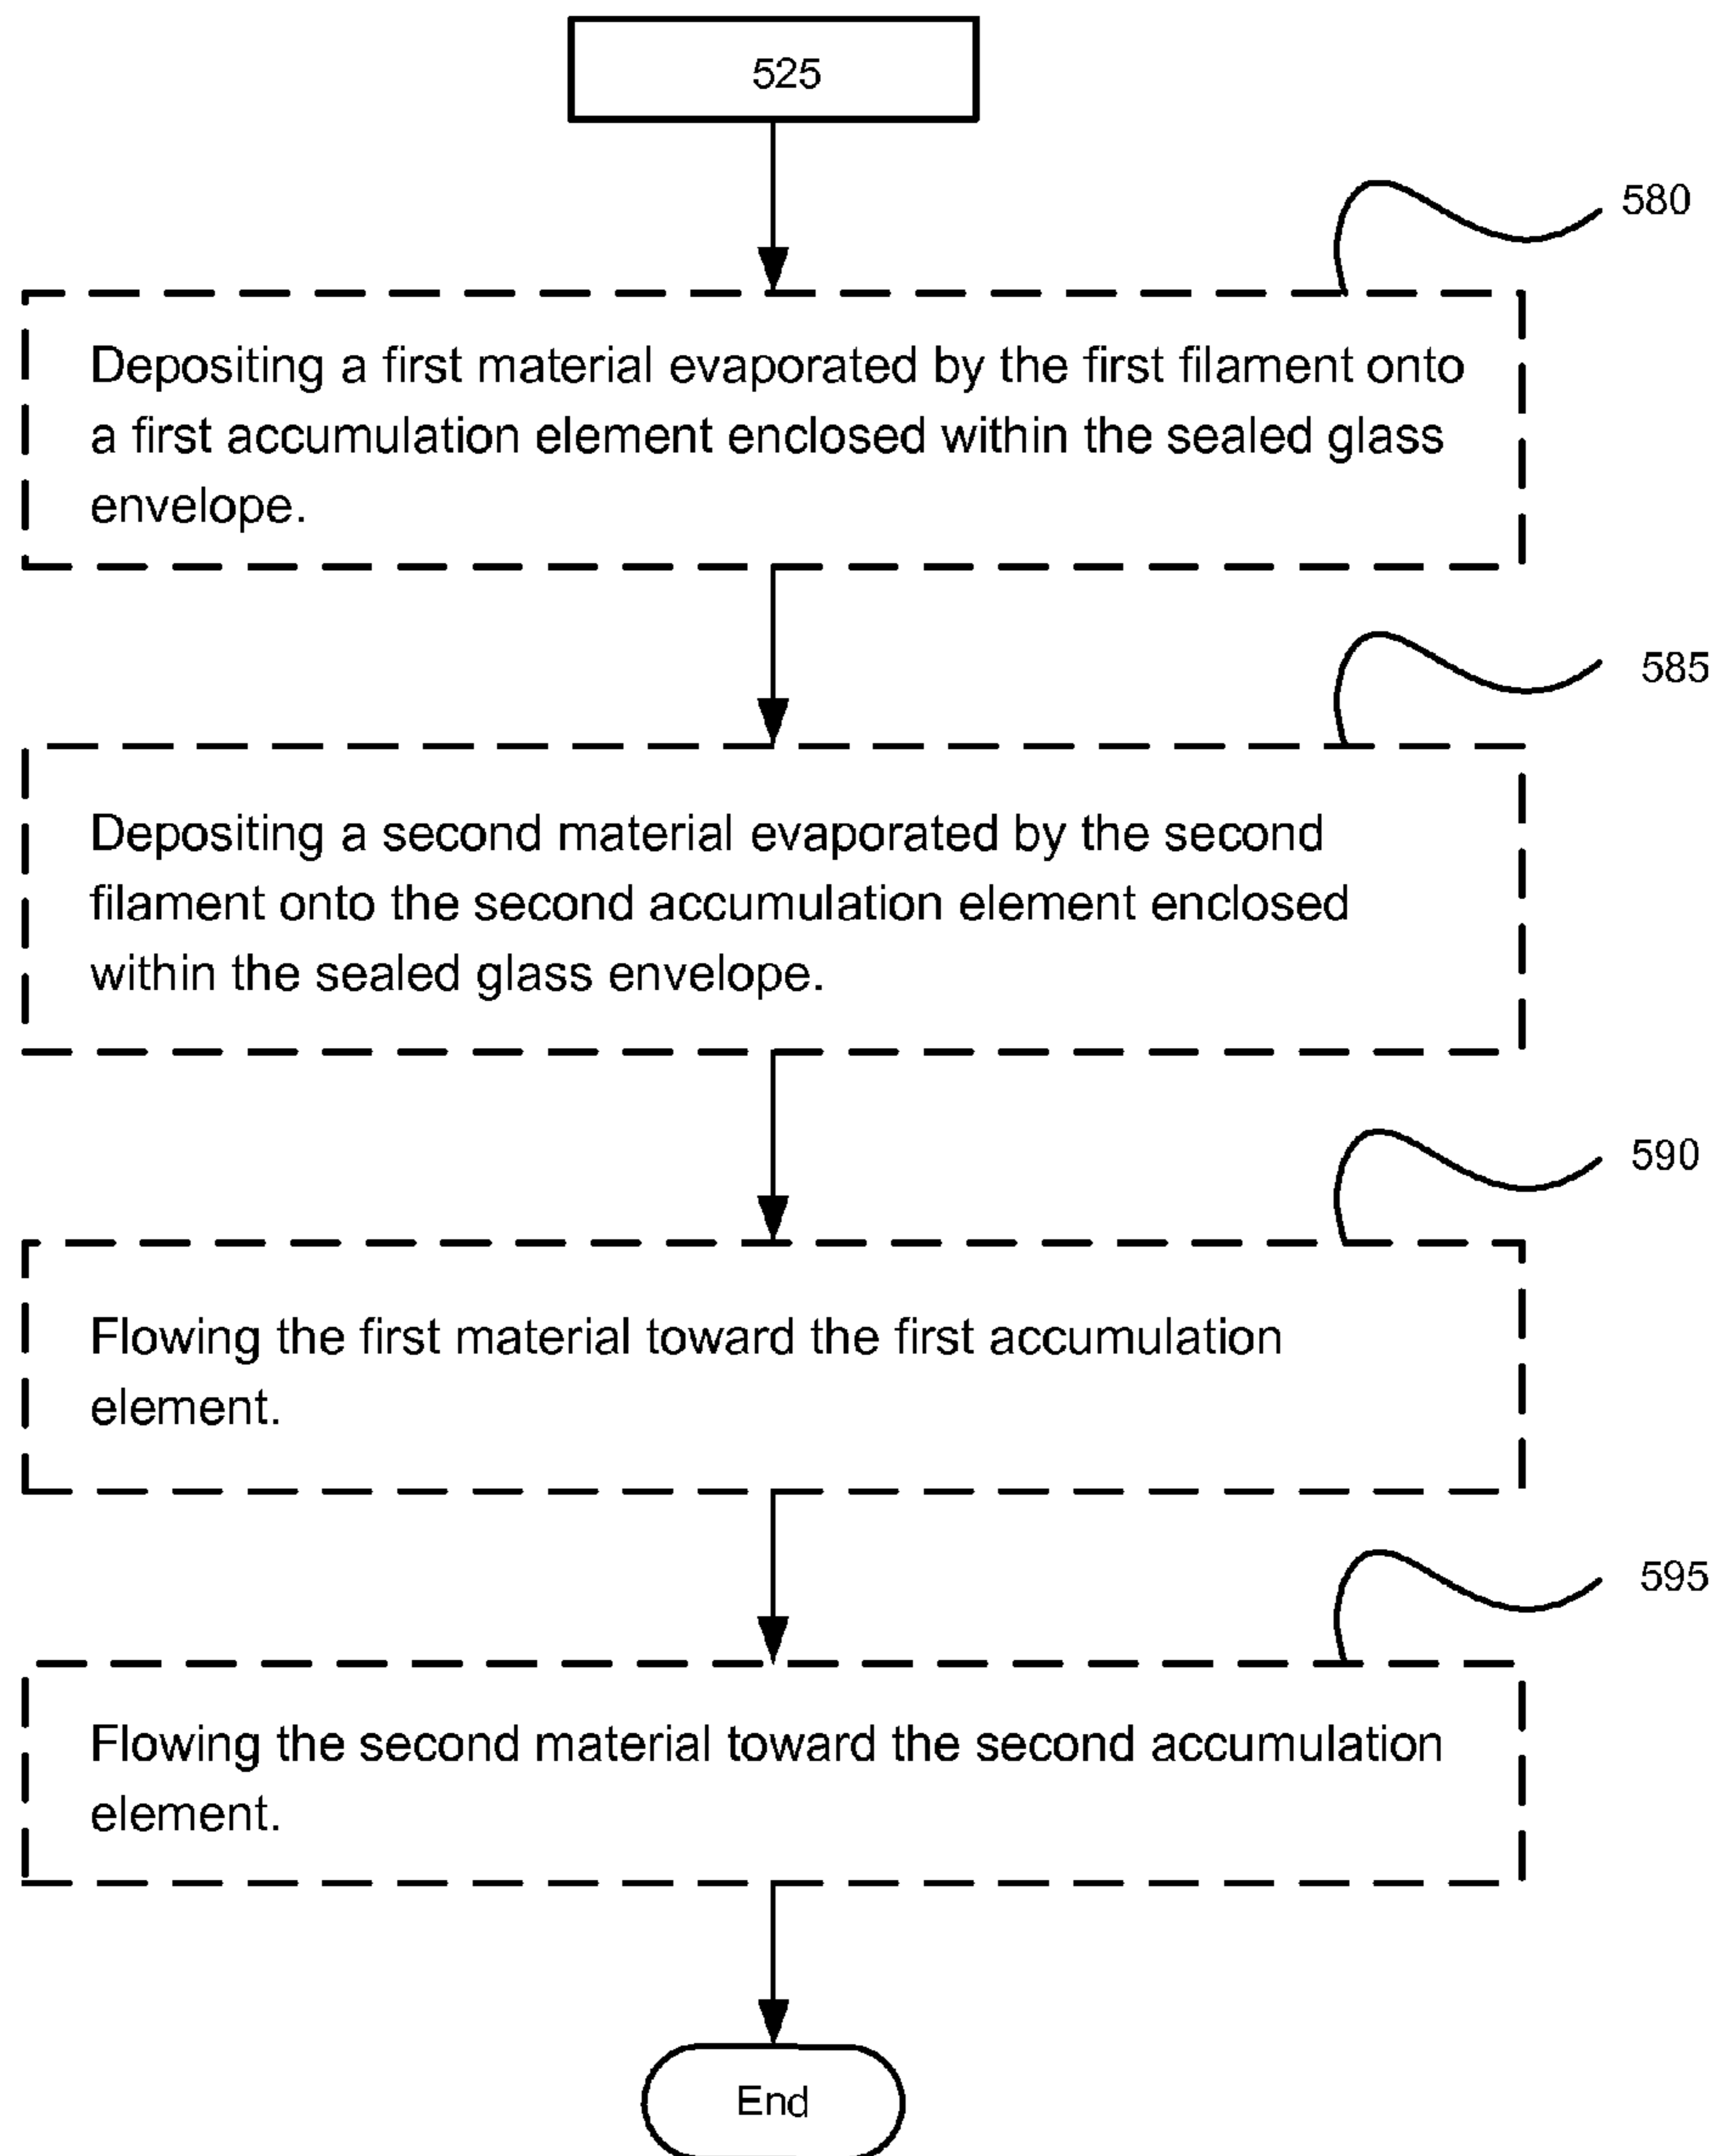 525
580
Depositing a first material evaporated by the first filament onto
a first accumulation element enclosed within the sealed glass
envelope.
585
Depositing a second material evaporated by the second
filament onto the second accumulation element enclosed
within the sealed glass envelope.
590
Flowing the first material toward the first accumulation
element.
595
Flowing the second material toward the second accumulation
element.
End